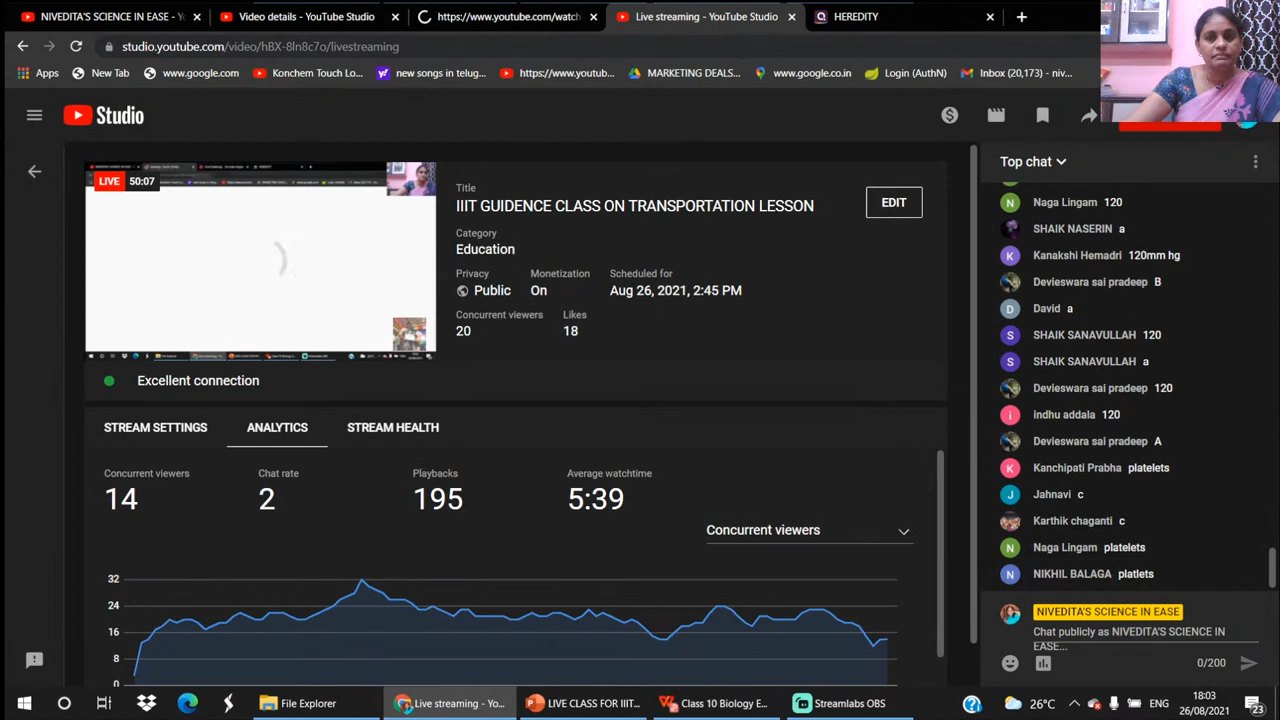 NIVEDITA'S SCIENCE IN EASE - Yo
Video details - YouTube Studio
https://www.youtube.com/watch
Live streaming - YouTube Studio
HEREDITY
studio.youtube.com/video/hBX-8ln8c7o/livestreaming
Apps
New Tab
www.google.com
Konchem Touch Lo...
new songs in telug...
https://www.youtub...
MARKETING DEALS...
www.google.co.in
Login (AuthN)
Inbox (20,173) - niv...
Studio
LIVE 50:07
Title
IIIT GUIDENCE CLASS ON TRANSPORTATION LESSON
EDIT
Category
Education
Privacy
Public
Monetization
On
Scheduled for
Aug 26, 2021, 2:45 PM
Concurrent viewers
20
Likes
18
Excellent connection
STREAM SETTINGS
ANALYTICS
STREAM HEALTH
Concurrent viewers
14
Chat rate
2
Playbacks
195
Average watchtime
5:39
Concurrent viewers
32
24
16
8
0
Top chat
Naga Lingam 120
SHAIK NASERIN a
Kanakshi Hemadri 120mm hg
Devieswara sai pradeep B
David a
SHAIK SANAVULLAH 120
SHAIK SANAVULLAH a
Devieswara sai pradeep 120
indhu addala 120
Devieswara sai pradeep A
Kanchipati Prabha platelets
Jahnavi c
Karthik chaganti c
Naga Lingam platelets
NIKHIL BALAGA platlets
NIVEDITA'S SCIENCE IN EASE
Chat publicly as NIVEDITA'S SCIENCE IN
EASE...
0/200
File Explorer
Live streaming - Yo...
LIVE CLASS FOR IIIT...
Class 10 Biology E...
Streamlabs OBS
26°C
ENG
18:03
26/08/2021
23